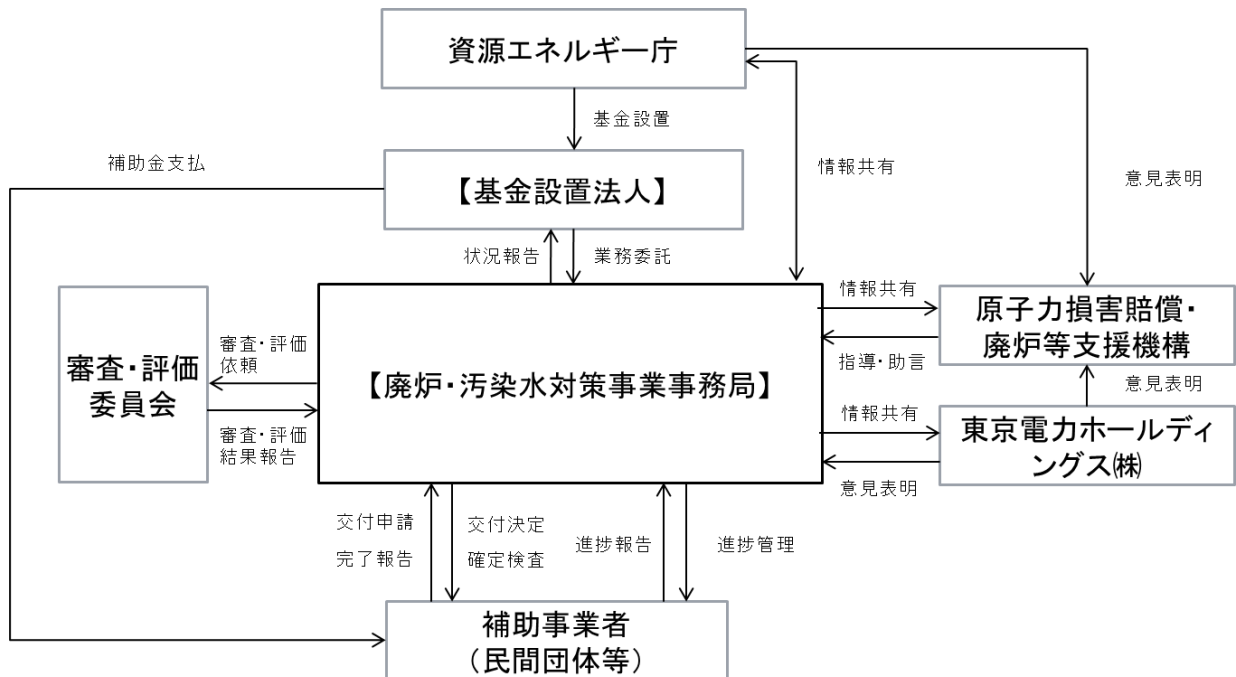 資源エネルギー庁
基金設置
補助金支払
情報共有
意見表明
【基金設置法人】
状況報告
業務委託
情報共有
原子力損害賠償・
廃炉等支援機構
審査・評価
依頼
審査・評価
委員会
【廃炉・汚染水対策事業事務局】
指導・助言
意見表明
情報共有
東京電力ホールディ
ングス㈱
審査・評価
結果報告
意見表明
交付申請
完了報告
交付決定
確定検査
進捗報告
進捗管理
補助事業者
（民間団体等）